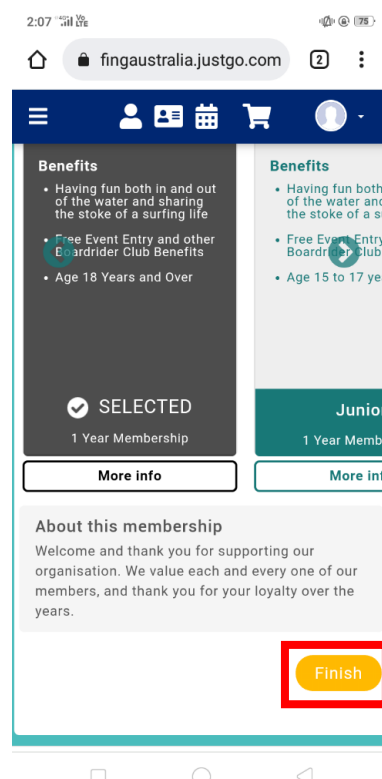 2:07
VoLTE
75
fingaustralia.justgo.com
2
Benefits
• Having fun both in and out
of the water and sharing
the stoke of a surfing life
• Free Event Entry and other
Boardrider Club Benefits
• Age 18 Years and Over
SELECTED
1 Year Membership
More info
Benefits
• Having fun both
of the water and
the stoke of a su
• Free Event Entry
Boardrider Club
• Age 15 to 17 yea
Junio
1 Year Memb
More inf
About this membership
Welcome and thank you for supporting our
organisation. We value each and every one of our
members, and thank you for your loyalty over the
years.
Finish